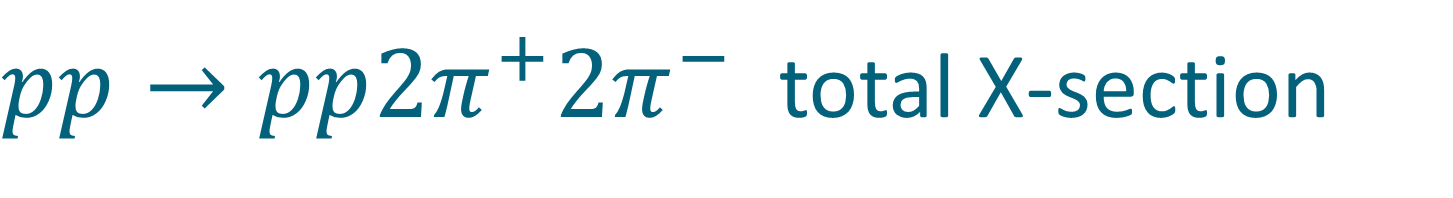 pp → pp2π⁺2π⁻ total X-section